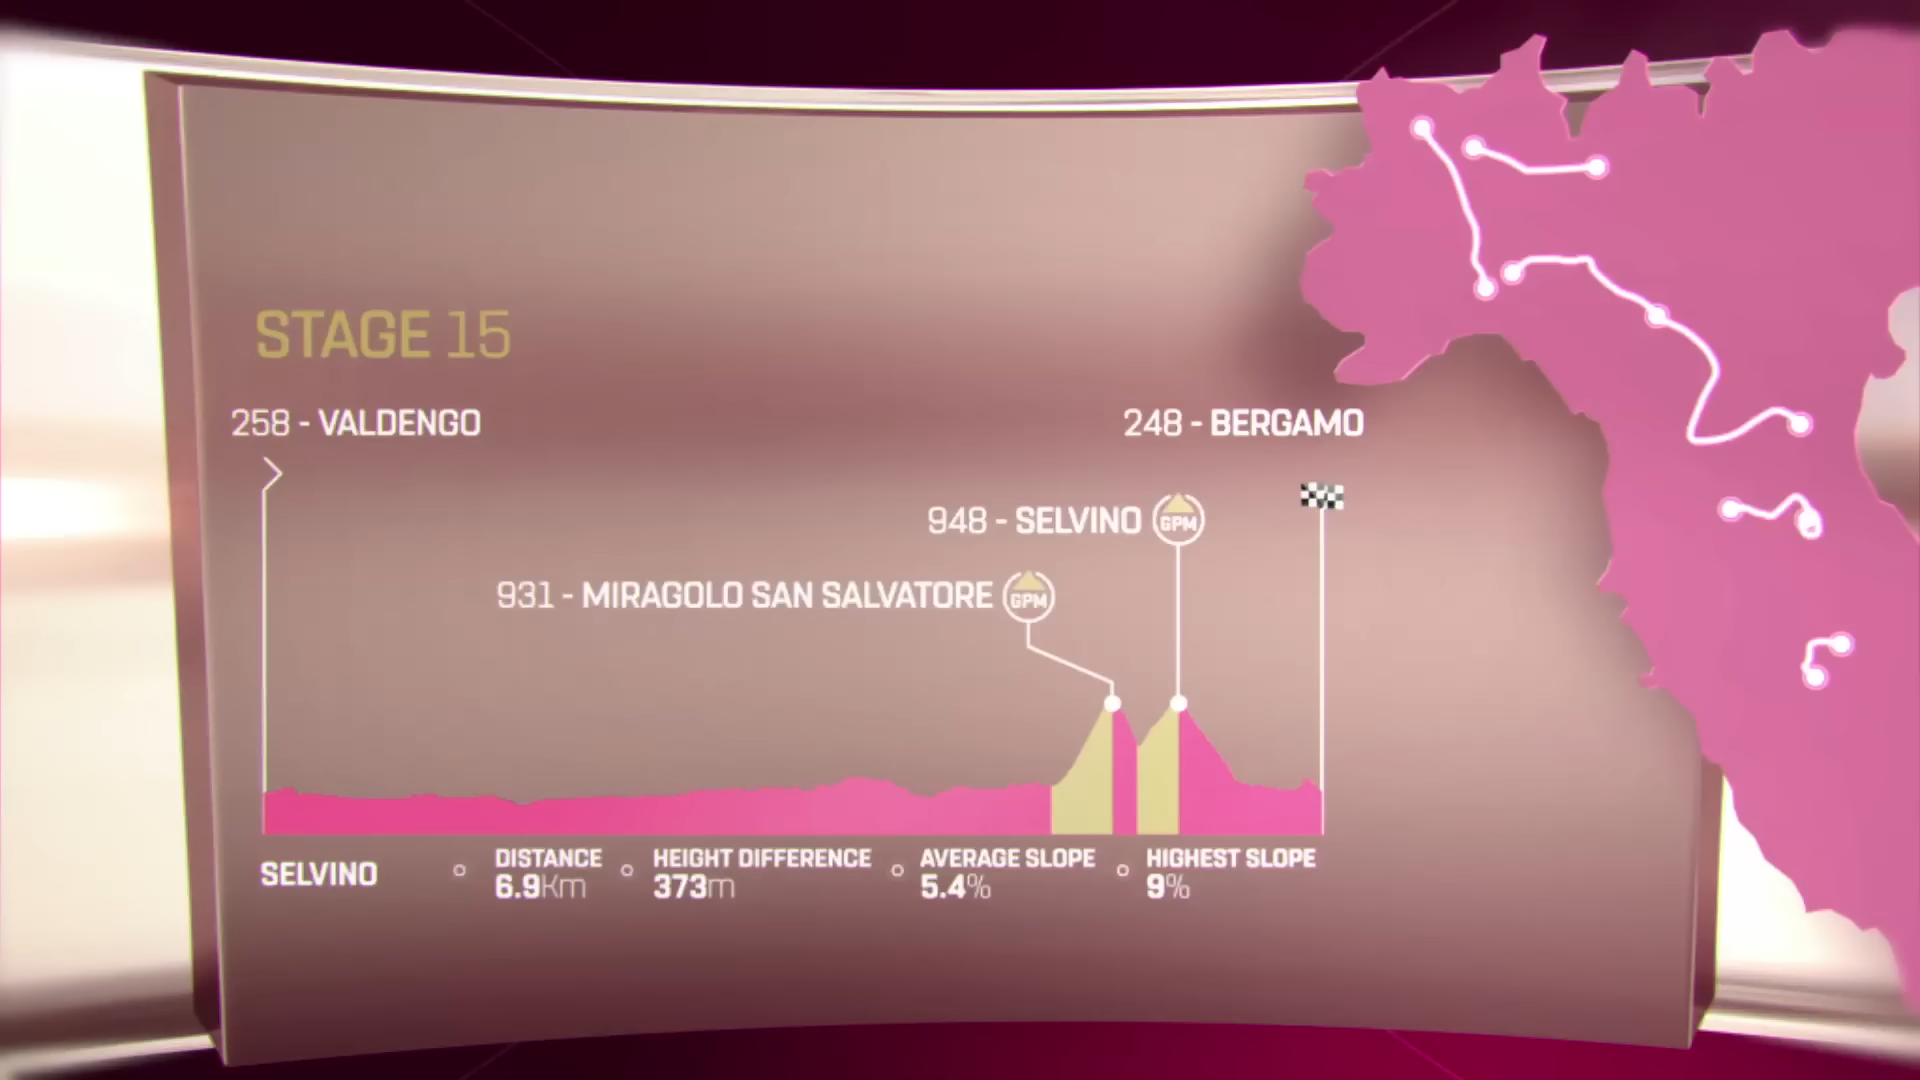 STAGE 15
258 - VALDENGO
248 - BERGAMO
948 - SELVINO GPM
931 - MIRAGOLO SAN SALVATORE GPM
SELVINO
DISTANCE
6.9Km
HEIGHT DIFFERENCE
373m
AVERAGE SLOPE
5.4%
HIGHEST SLOPE
9%